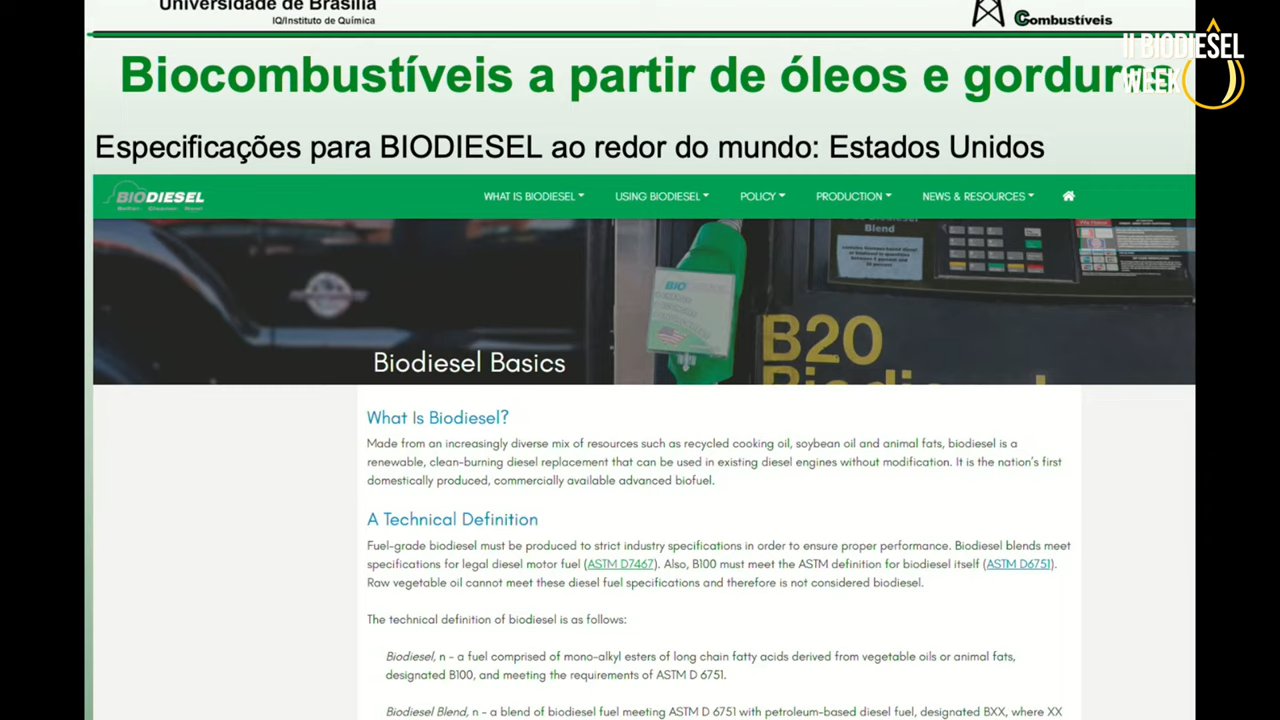 Universidade de Brasília
IQ/Instituto de Química
Combustíveis
II BIODIESEL
WEEK
Biocombustíveis a partir de óleos e gorduras
Especificações para BIODIESEL ao redor do mundo: Estados Unidos
BIODIESEL
WHAT IS BIODIESEL
USING BIODIESEL
POLICY
PRODUCTION
NEWS & RESOURCES
Blend
BIODIESEL
B20
Biodiesel Basics
What Is Biodiesel?
Made from an increasingly diverse mix of resources such as recycled cooking oil, soybean oil and animal fats, biodiesel is a
renewable, clean-burning diesel replacement that can be used in existing diesel engines without modification. It is the nation's first
domestically produced, commercially available advanced biofuel.
A Technical Definition
Fuel-grade biodiesel must be produced to strict industry specifications in order to ensure proper performance. Biodiesel blends meet
specifications for legal diesel motor fuel (ASTM D7467). Also, B100 must meet the ASTM definition for biodiesel itself (ASTM D6751).
Raw vegetable oil cannot meet these diesel fuel specifications and therefore is not considered biodiesel.
The technical definition of biodiesel is as follows:
Biodiesel, n - a fuel comprised of mono-alkyl esters of long chain fatty acids derived from vegetable oils or animal fats,
designated B100, and meeting the requirements of ASTM D 6751.
Biodiesel Blend, n - a blend of biodiesel fuel meeting ASTM D 6751 with petroleum-based diesel fuel, designated BXX, where XX